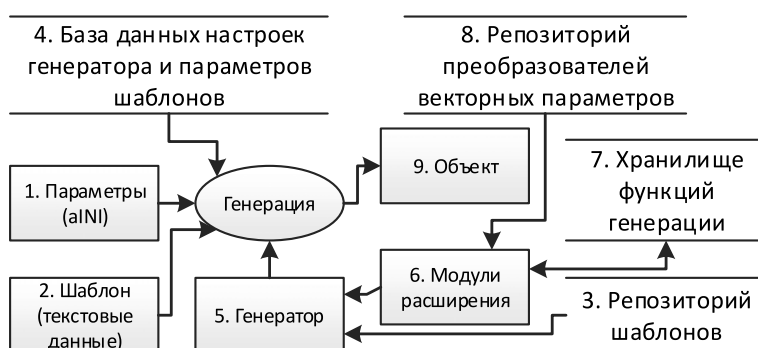 4. База данных настроек
генератора и параметров
шаблонов
8. Репозиторий
преобразователей
векторных параметров
1. Параметры
(aINI)
Генерация
9. Объект
7. Хранилище
функций
генерации
2. Шаблон
(текстовые
данные)
5. Генератор
6. Модули
расширения
3. Репозиторий
шаблонов